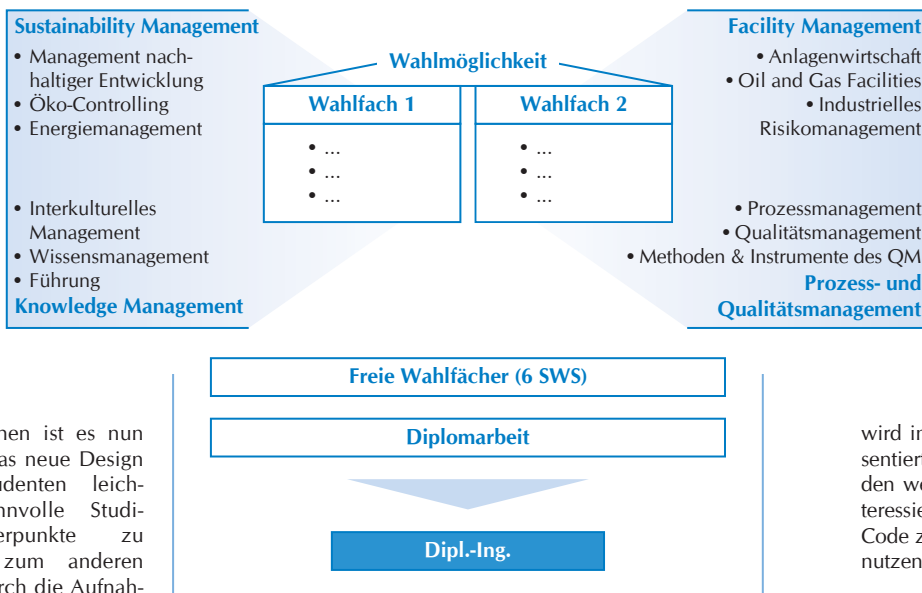 Sustainability Management
• Management nach-
haltiger Entwicklung
• Öko-Controlling
• Energiemanagement
• Interkulturelles
Management
• Wissensmanagement
• Führung
Knowledge Management
Wahlmöglichkeit
Wahlfach 1
• ...
• ...
• ...
Wahlfach 2
• ...
• ...
• ...
Facility Management
• Anlagenwirtschaft
• Oil and Gas Facilities
• Industrielles
Risikomanagement
• Prozessmanagement
• Qualitätsmanagement
• Methoden & Instrumente des QM
Prozess- und
Qualitätsmanagement
Freie Wahlfächer (6 SWS)
Diplomarbeit
Dipl.-Ing.
hen ist es nun
as neue Design
udenten leich-
nnvolle Studi-
erpunkte zu
zum anderen
rch die Aufnah-
wird in
sentiert
den we
teressie
Code z
nutzen